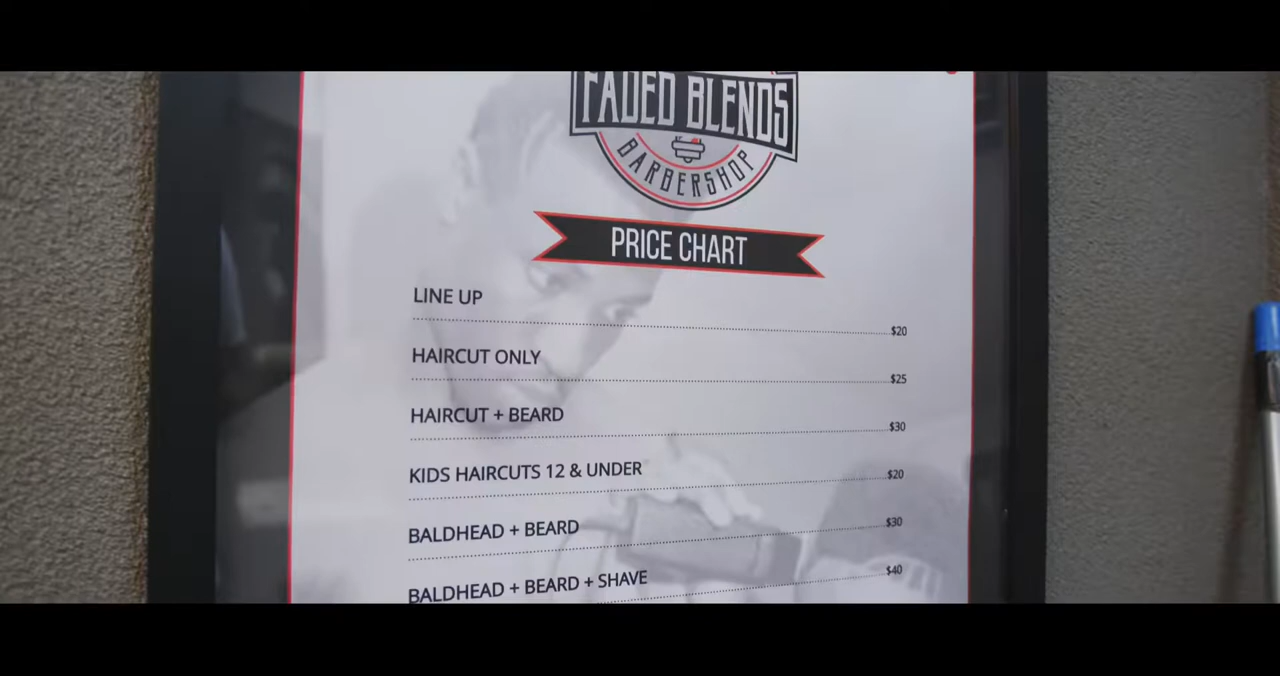 FADED BLENDS
BARBERSHOP
PRICE CHART
LINE UP
$20
HAIRCUT ONLY
$25
HAIRCUT + BEARD
$30
KIDS HAIRCUTS 12 & UNDER
$20
BALDHEAD + BEARD
$30
BALDHEAD + BEARD + SHAVE
$40